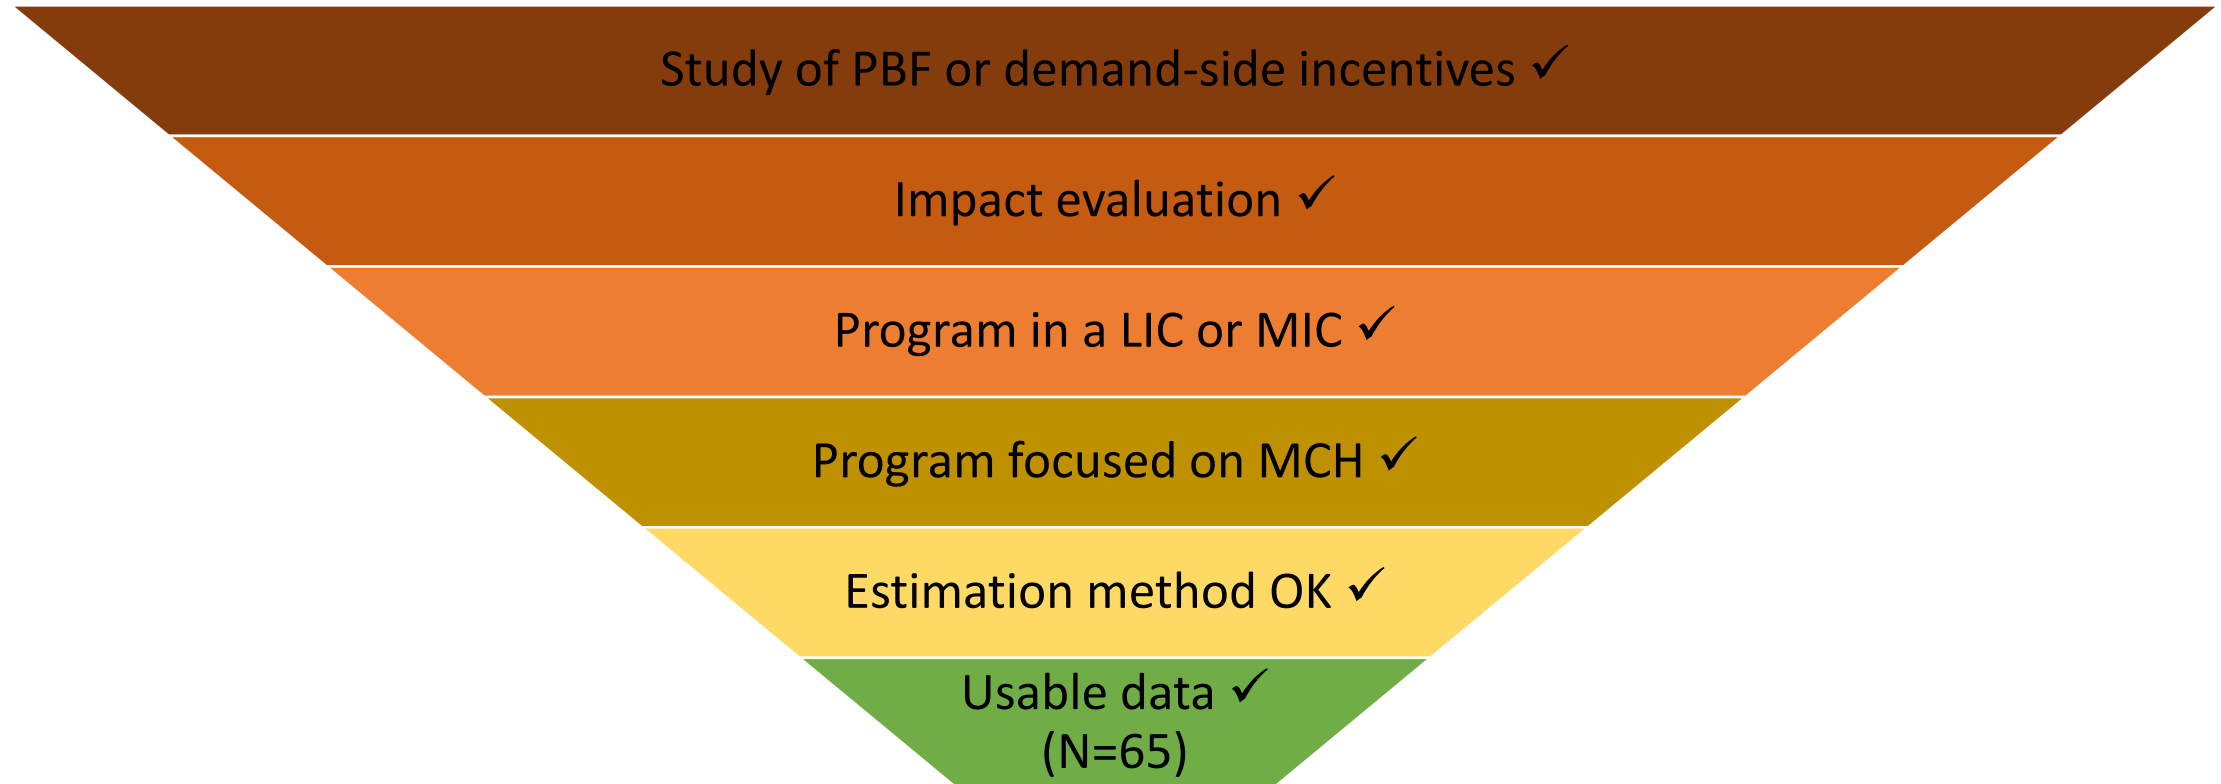 Study of PBF or demand-side incentives ✓
Impact evaluation ✓
Program in a LIC or MIC ✓
Program focused on MCH ✓
Estimation method OK ✓
Usable data ✓
(N=65)